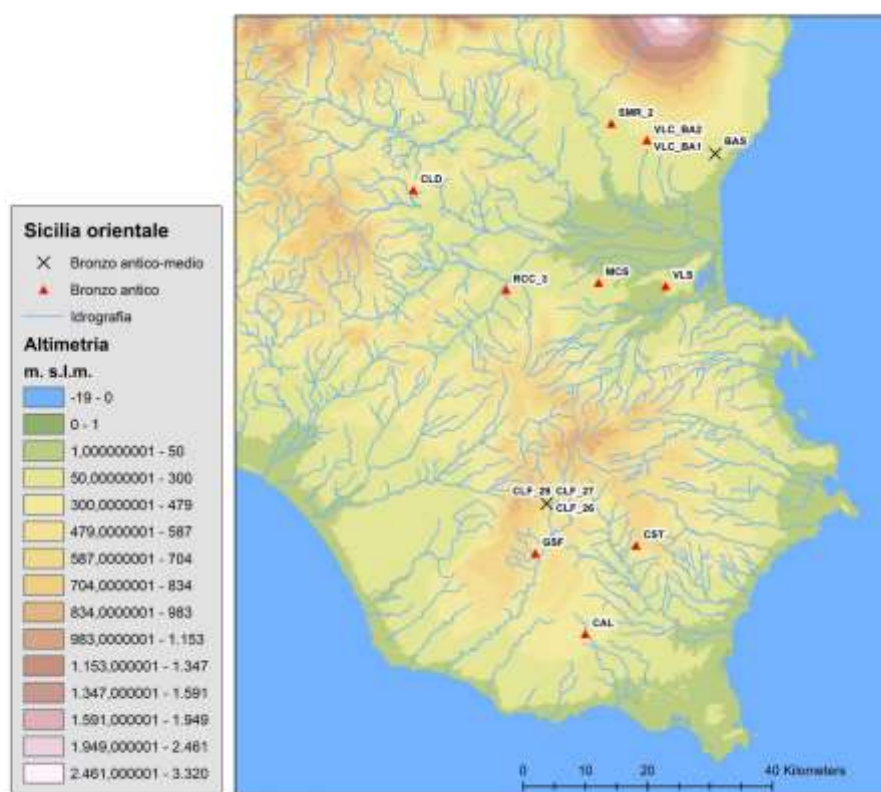 Sicilia orientale
Bronzo antico-medio
Bronzo antico
Idrografia
Altimetria
m. s.l.m.
-19 - 0
0 - 1
1,000000001 - 50
50,00000001 - 300
300,0000001 - 479
479,0000001 - 587
587,0000001 - 704
704,0000001 - 834
834,0000001 - 983
983,0000001 - 1.153
1.153,000001 - 1.347
1.347,000001 - 1.591
1.591,000001 - 1.949
1.949,000001 - 2.461
2.461,000001 - 3.320
SMR_2
VLC_BA2
VLC_BA1
BAS
CLD
RCC_3
MCS
VLS
CLF_29 CLF_27
CLF_26
GSF
CST
CAL
0 10 20 40 Kilometers